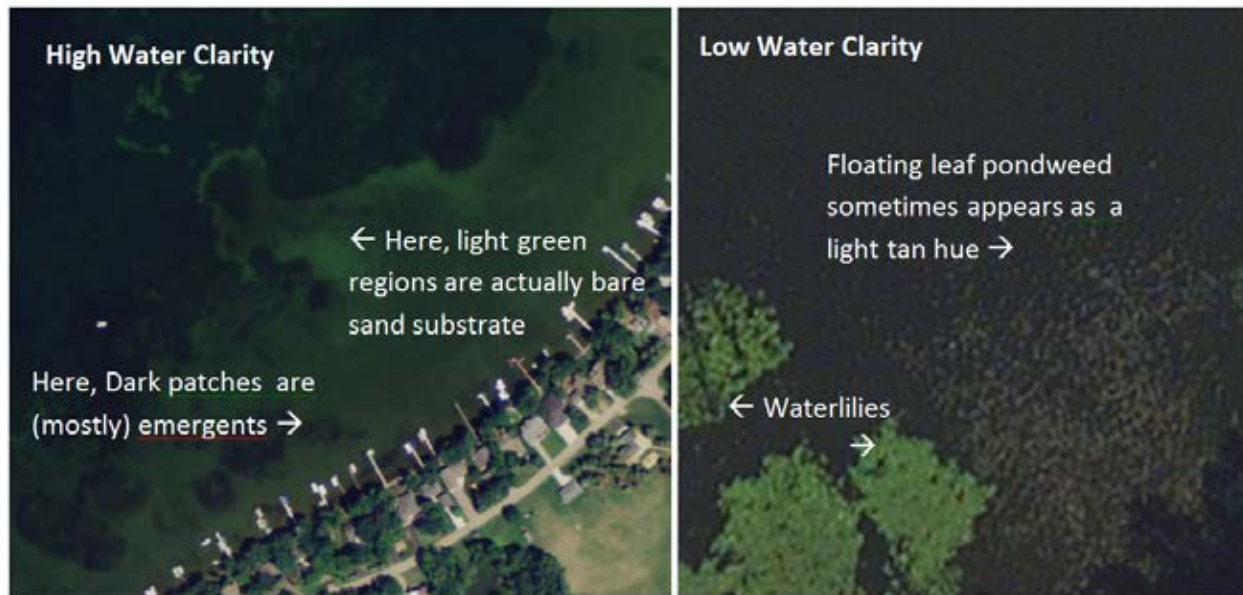 High Water Clarity
← Here, light green
regions are actually bare
sand substrate
Here, Dark patches are
(mostly) emergents →
Low Water Clarity
Floating leaf pondweed
sometimes appears as a
light tan hue →
← Waterlilies
→